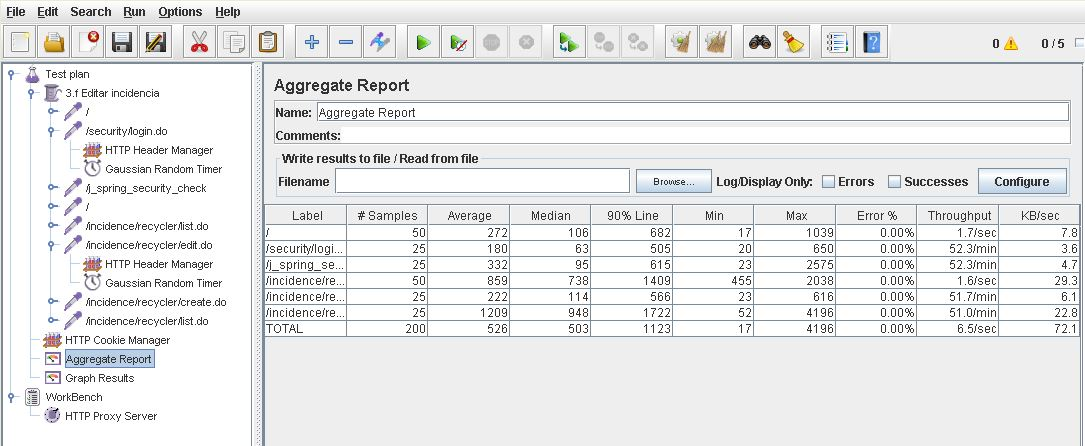 File Edit Search Run Options Help
0 0 / 5
Test plan
3.f Editar incidencia
/
/security/login.do
HTTP Header Manager
Gaussian Random Timer
/j_spring_security_check
/
/incidence/recycler/list.do
/incidence/recycler/edit.do
HTTP Header Manager
Gaussian Random Timer
/incidence/recycler/create.do
/incidence/recycler/list.do
HTTP Cookie Manager
Aggregate Report
Graph Results
WorkBench
HTTP Proxy Server
Aggregate Report
Name: Aggregate Report
Comments:
Write results to file / Read from file
Filename Browse... Log/Display Only: Errors Successes Configure
Label # Samples Average Median 90% Line Min Max Error % Throughput KB/sec
/ 50 272 106 682 17 1039 0.00% 1.7/sec 7.8
/security/logi... 25 180 63 505 20 650 0.00% 52.3/min 3.6
/j_spring_se... 25 332 95 615 23 2575 0.00% 52.3/min 4.7
/incidence/re... 50 859 738 1409 455 2038 0.00% 1.6/sec 29.3
/incidence/re... 25 222 114 566 23 616 0.00% 51.7/min 6.1
/incidence/re... 25 1209 948 1722 52 4196 0.00% 51.0/min 22.8
TOTAL 200 526 503 1123 17 4196 0.00% 6.5/sec 72.1